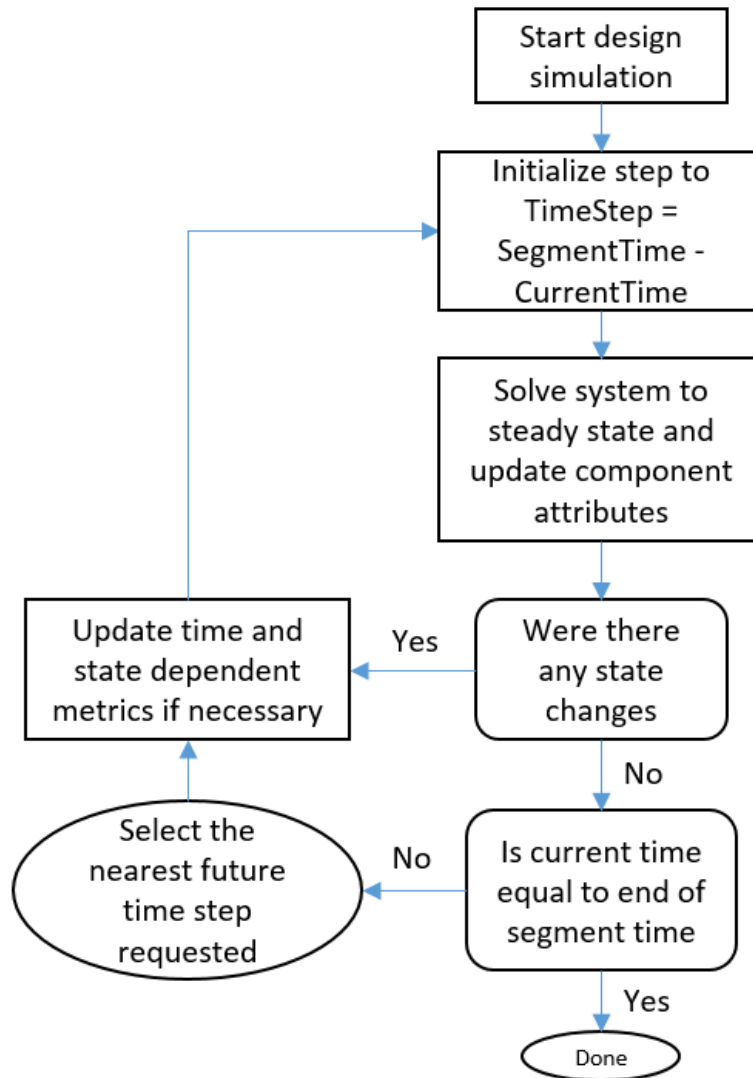 Start design
simulation
Initialize step to
TimeStep =
SegmentTime -
CurrentTime
Solve system to
steady state and
update component
attributes
Were there
any state
changes
Yes
Update time and
state dependent
metrics if necessary
No
Is current time
equal to end of
segment time
No
Select the
nearest future
time step
requested
Yes
Done